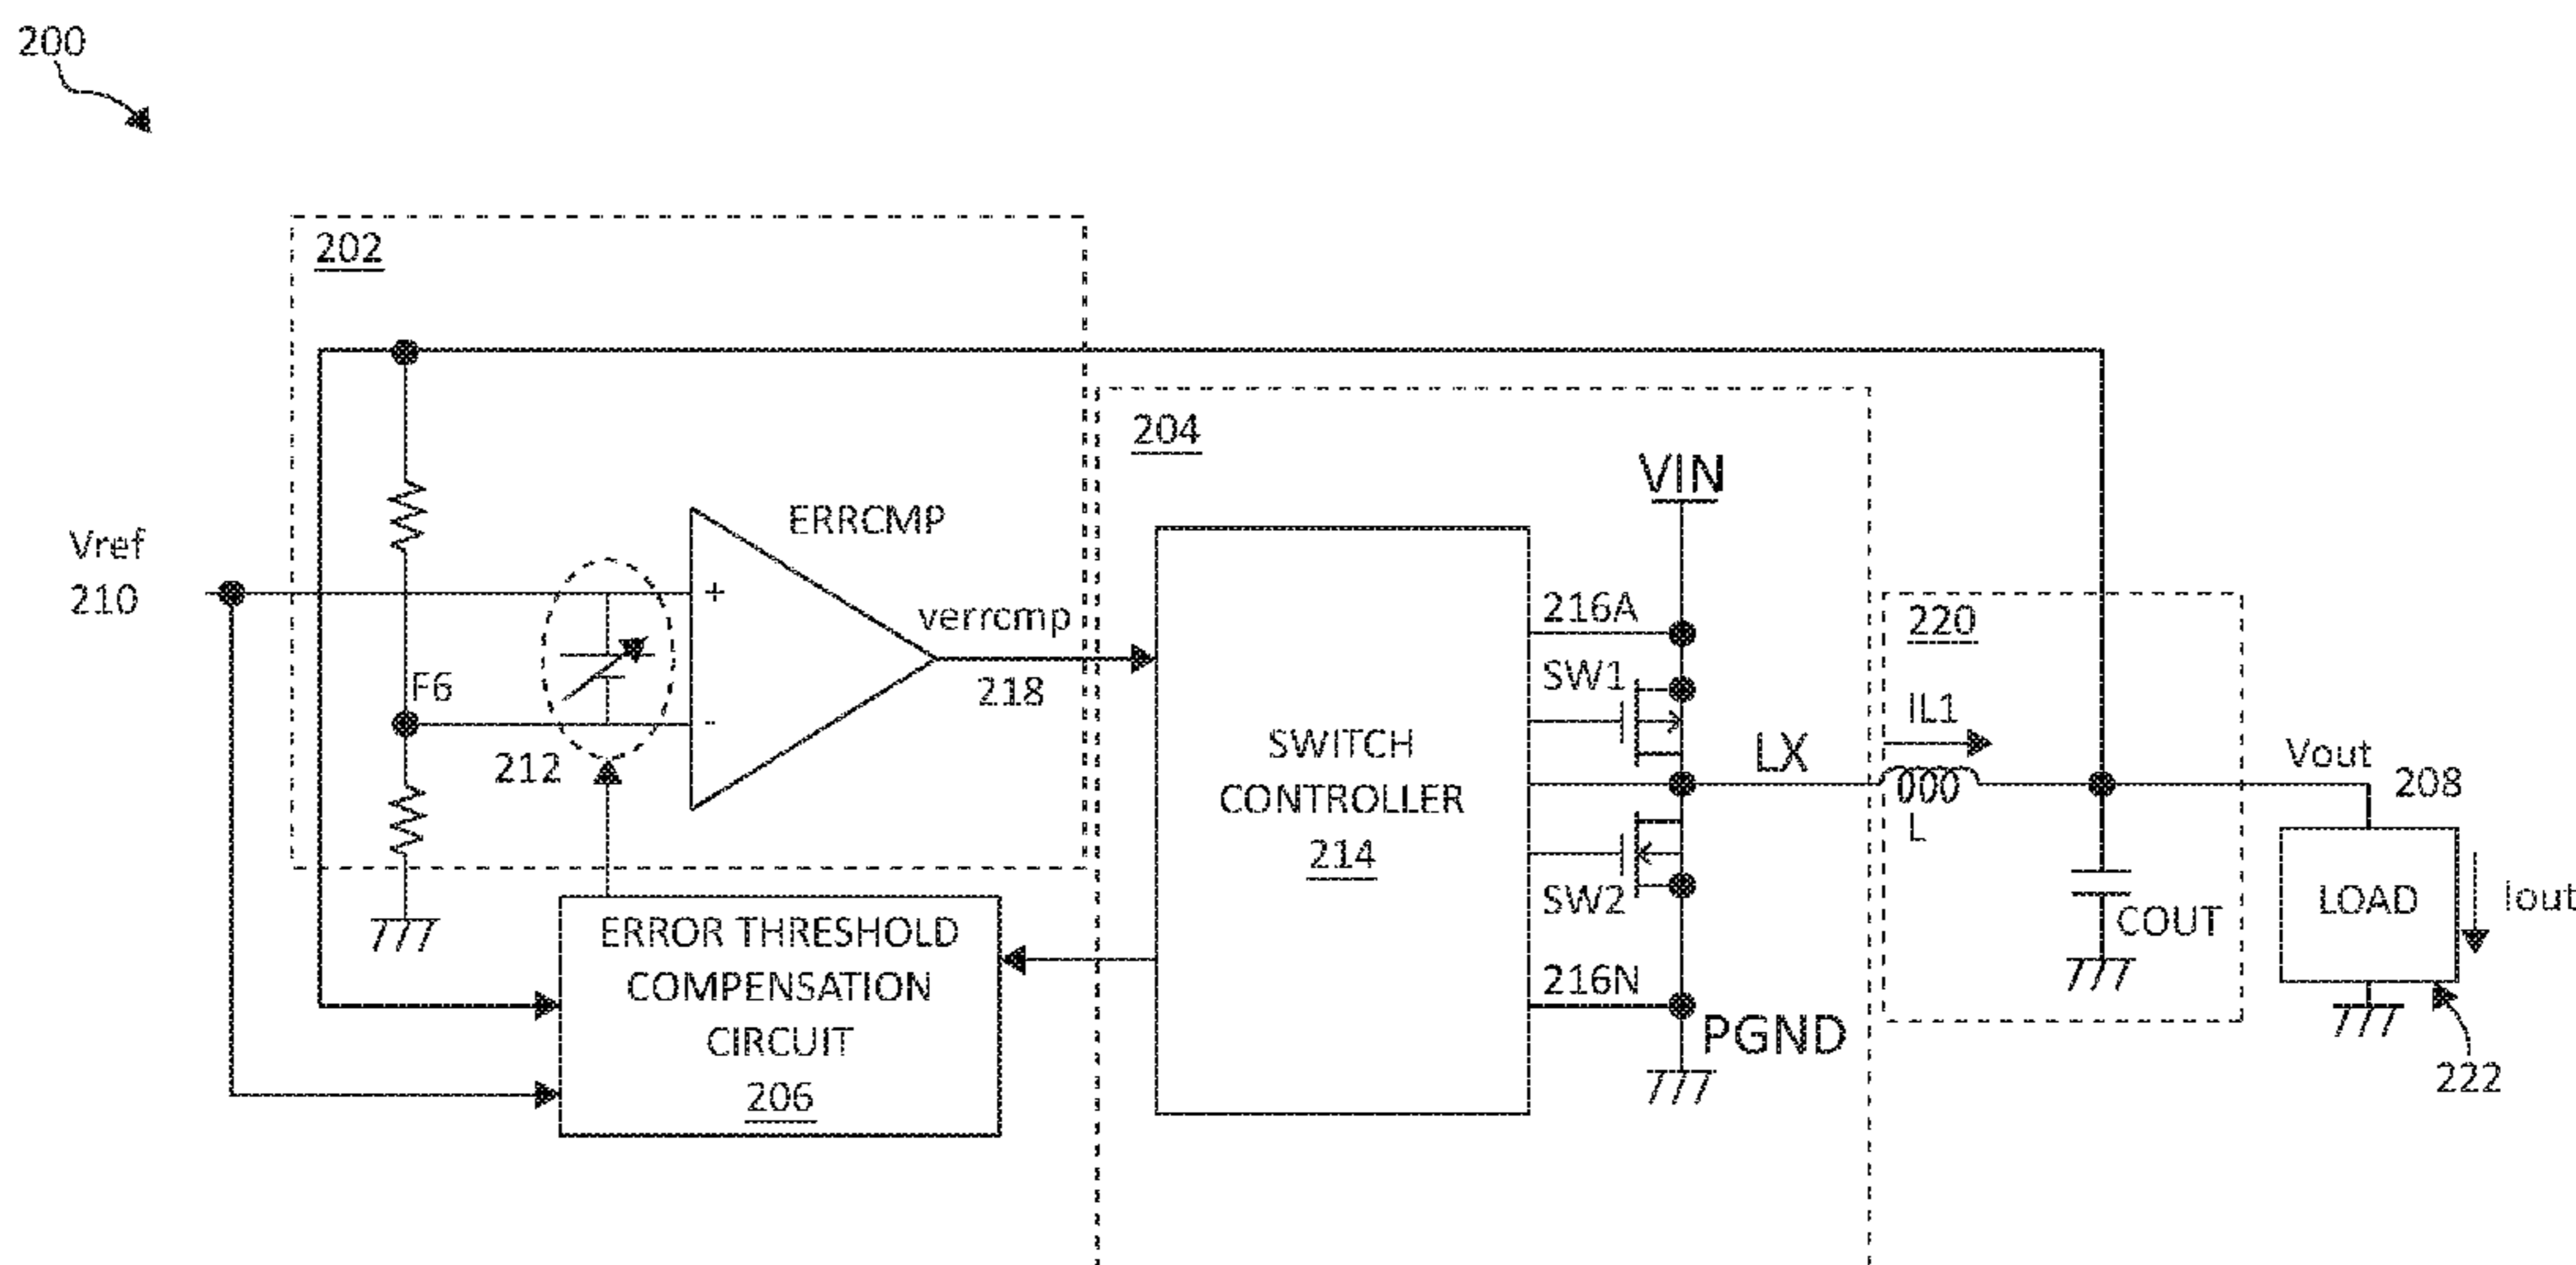 200
202
204
VIN
Vref
210
ERRCMP
+
-
verrcmp
218
F6
212
216A
SW1
SW2
216N
SWITCH
CONTROLLER
214
LX
PGND
220
IL1
L
COUT
Vout
208
LOAD
iout
222
ERROR THRESHOLD
COMPENSATION
CIRCUIT
206